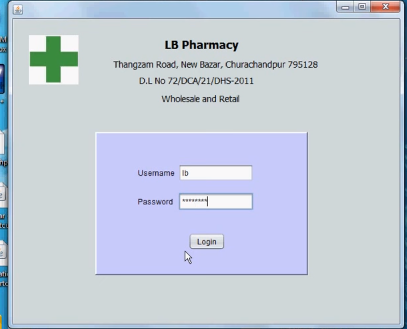 LB Pharmacy
Thangzam Road, New Bazar, Churachandpur 795128
D.L No 72/DCA/21/DHS-2011
Wholesale and Retail
Username lb
Password ********
Login